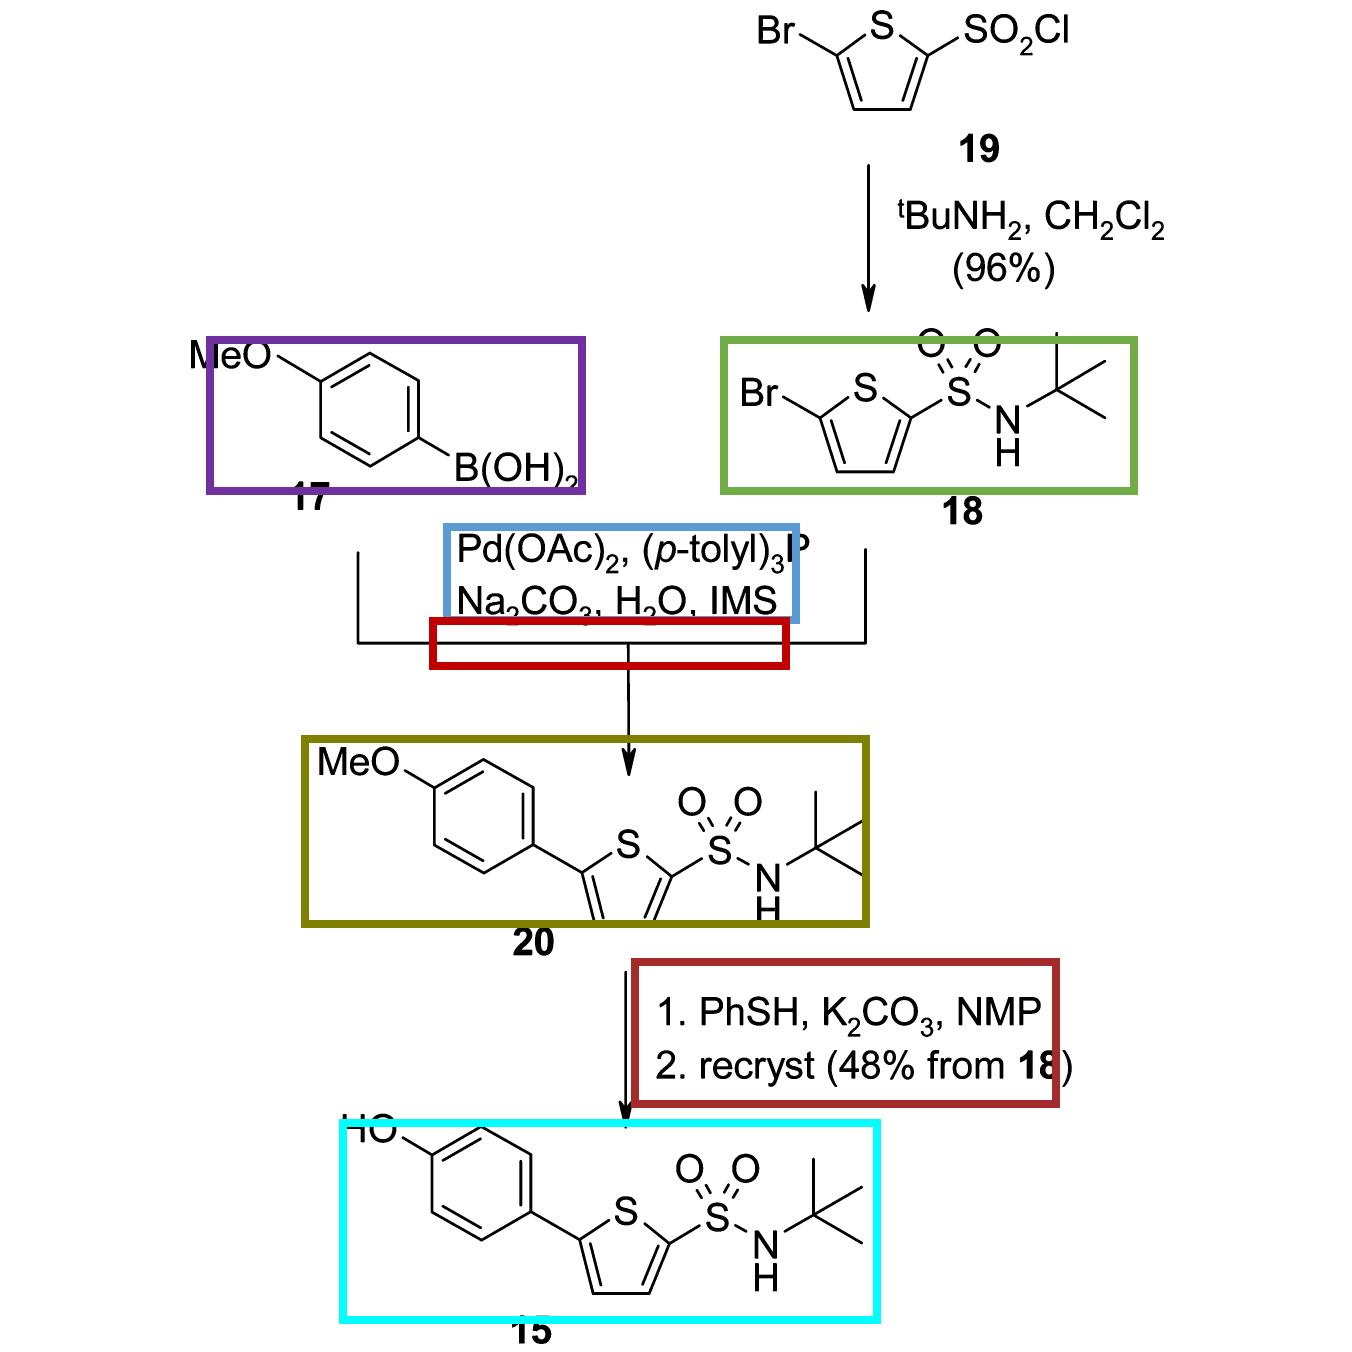 Br S SO2Cl
19
tBuNH2, CH2Cl2
(96%)
MeO
B(OH)2
17
O O
Br S S N
H
18
Pd(OAc)2, (p-tolyl)3P
Na2CO3, H2O, IMS
MeO
O O
S S N
H
20
1. PhSH, K2CO3, NMP
2. recryst (48% from 18)
HO
O O
S S N
H
15